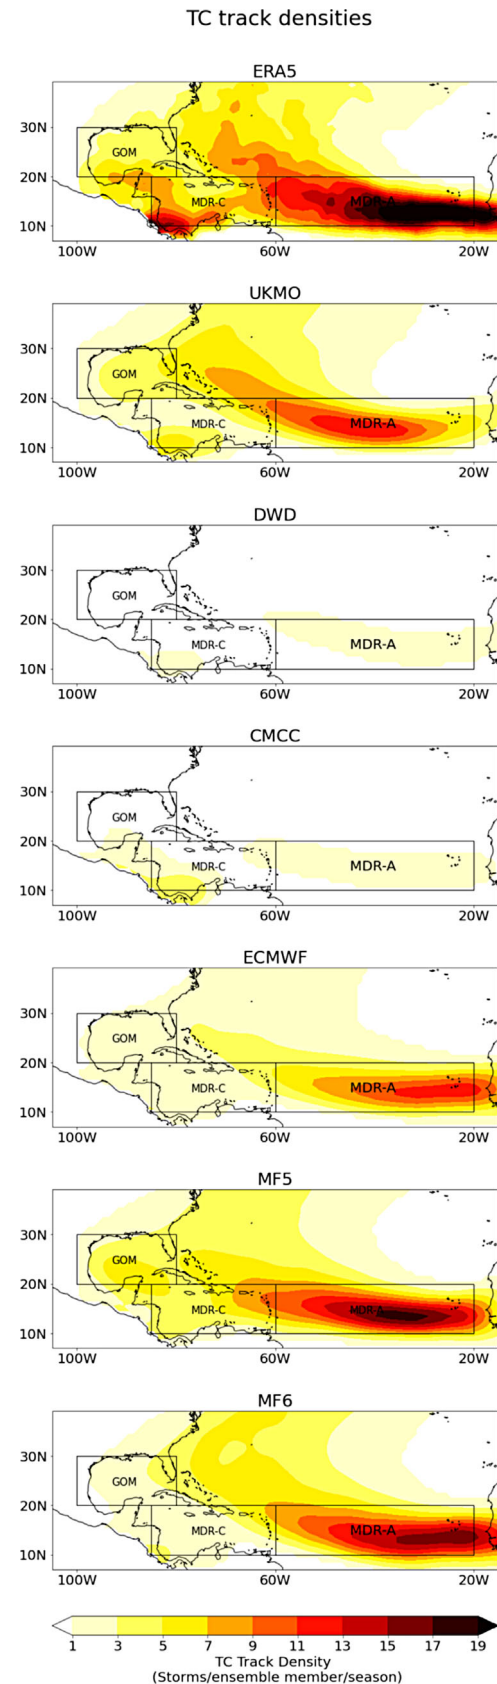 TC track densities
ERA5
30N
GOM
20N
MDR-C
MDR-A
10N
100W 60W 20W
UKMO
30N
GOM
20N
MDR-C
MDR-A
10N
100W 60W 20W
DWD
30N
GOM
20N
MDR-C
MDR-A
10N
100W 60W 20W
CMCC
30N
GOM
20N
MDR-C
MDR-A
10N
100W 60W 20W
ECMWF
30N
GOM
20N
MDR-C
MDR-A
10N
100W 60W 20W
MF5
30N
GOM
20N
MDR-C
MDR-A
10N
100W 60W 20W
MF6
30N
GOM
20N
MDR-C
MDR-A
10N
100W 60W 20W
1 3 5 7 9 11 13 15 17 19
TC Track Density
(Storms/ensemble member/season)